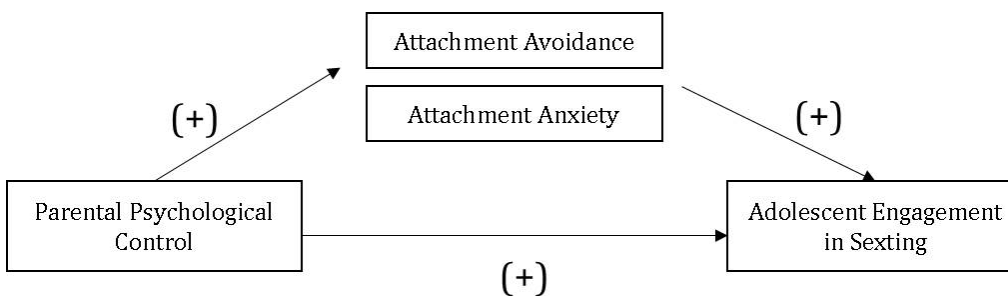 Attachment Avoidance
Attachment Anxiety
(+)
(+)
Parental Psychological
Control
Adolescent Engagement
in Sexting
(+)